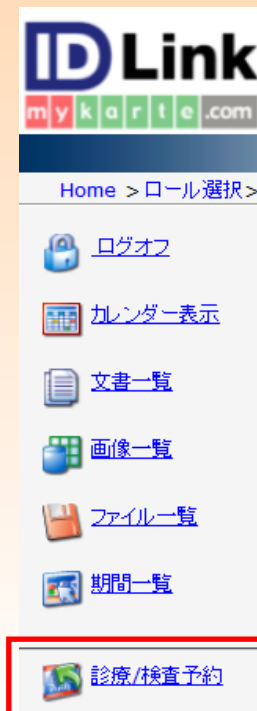 ID Link
mykarte.com
Home >ロール選択>
ログオフ
カレンダー表示
文書一覧
画像一覧
ファイル一覧
期間一覧
診療/検査予約